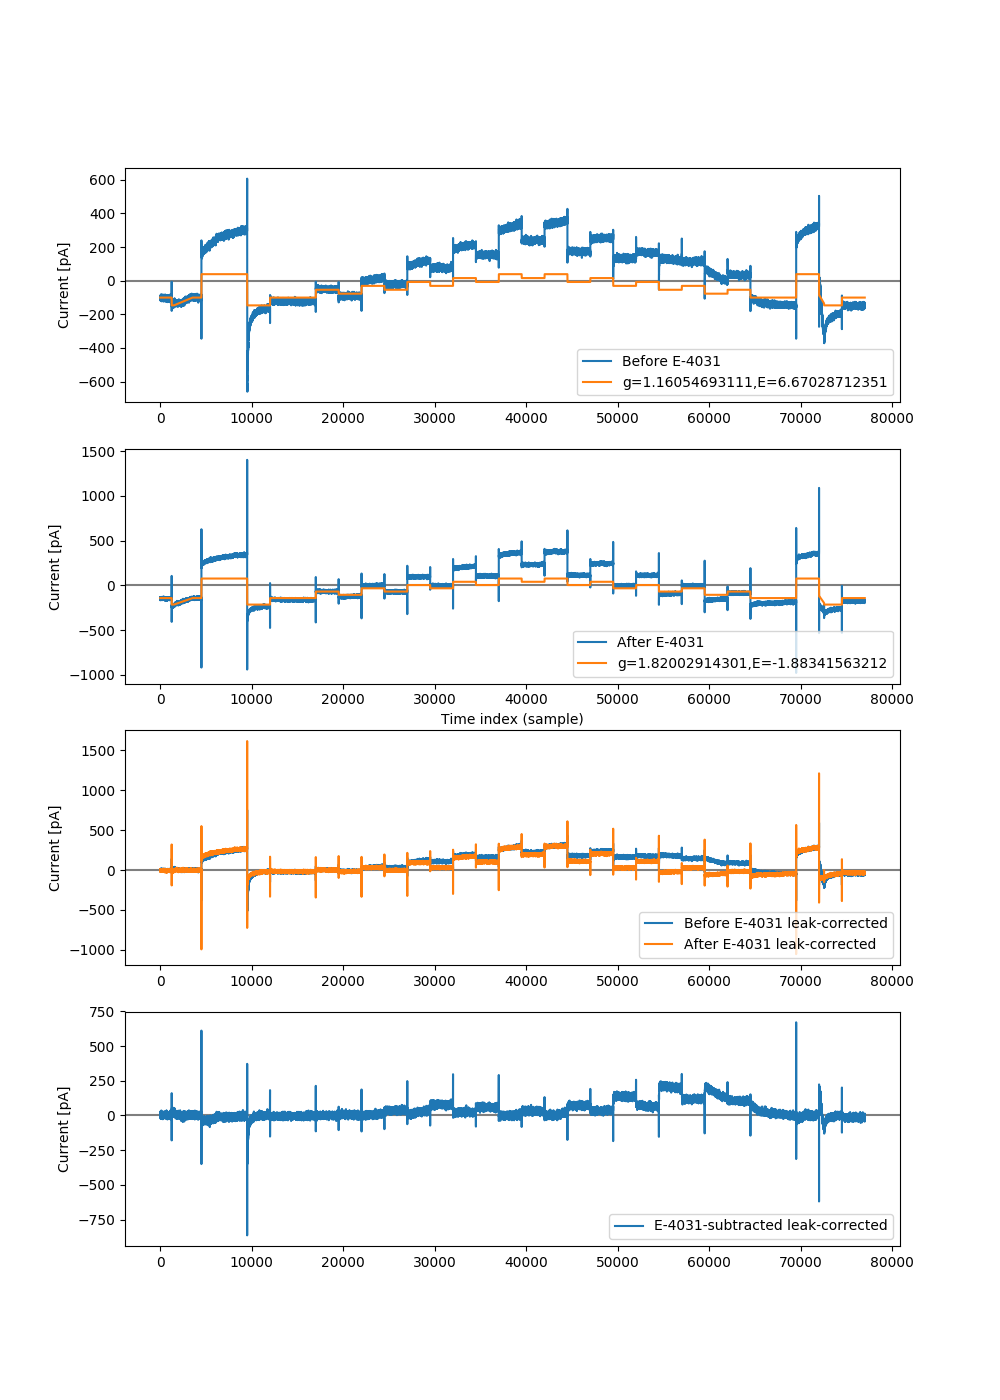 600
400
200
0
−200
−400
−600
Current [pA]
Before E-4031
g=1.16054693111,E=6.67028712351
0 10000 20000 30000 40000 50000 60000 70000 80000
1500
1000
500
0
−500
−1000
Current [pA]
After E-4031
g=1.82002914301,E=-1.88341563212
0 10000 20000 30000 40000 50000 60000 70000 80000
Time index (sample)
1500
1000
500
0
−500
−1000
Current [pA]
Before E-4031 leak-corrected
After E-4031 leak-corrected
0 10000 20000 30000 40000 50000 60000 70000 80000
750
500
250
0
−250
−500
−750
Current [pA]
E-4031-subtracted leak-corrected
0 10000 20000 30000 40000 50000 60000 70000 80000